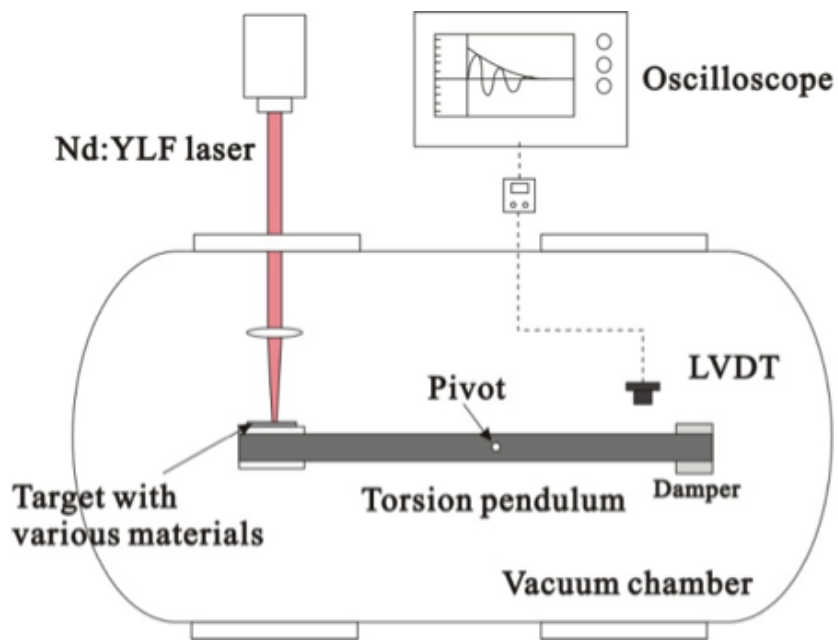 Oscilloscope
Nd:YLF laser
LVDT
Pivot
Target with
various materials
Torsion pendulum
Damper
Vacuum chamber